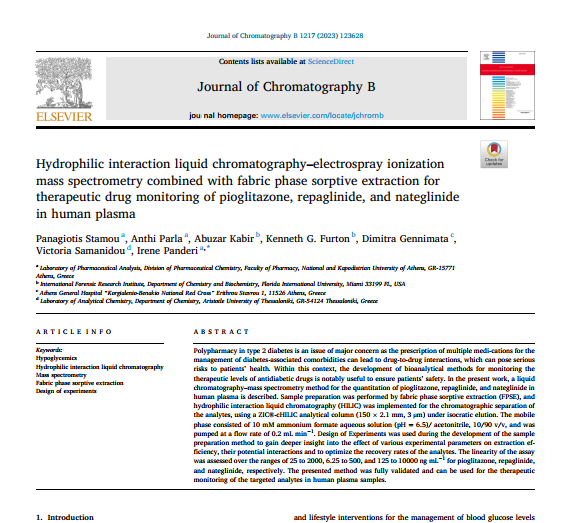 Journal of Chromatography B 1217 (2023) 123628
Contents lists available at ScienceDirect
Journal of Chromatography B
journal homepage: www.elsevier.com/locate/jchromb
ELSEVIER
Check for
updates
Hydrophilic interaction liquid chromatography–electrospray ionization
mass spectrometry combined with fabric phase sorptive extraction for
therapeutic drug monitoring of pioglitazone, repaglinide, and nateglinide
in human plasma
Panagiotis Stamou a, Anthi Parla a, Abuzar Kabir b, Kenneth G. Furton b, Dimitra Gennimata c,
Victoria Samanidou d, Irene Panderi a,*
a Laboratory of Pharmaceutical Analysis, Division of Pharmaceutical Chemistry, Faculty of Pharmacy, National and Kapodistrian University of Athens, GR-15771
Athens, Greece
b International Forensic Research Institute, Department of Chemistry and Biochemistry, Florida International University, Miami 33199 FL, USA
c Athens General Hospital "Korgialenio-Benakio National Red Cross" Erithrou Stavrou 1, 11526 Athens, Greece
d Laboratory of Analytical Chemistry, Department of Chemistry, Aristotle University of Thessaloniki, GR-54124 Thessaloniki, Greece
ARTICLE INFO
Keywords:
Hypoglycemics
Hydrophilic interaction liquid chromatography
Mass spectrometry
Fabric phase sorptive extraction
Design of experiments
ABSTRACT
Polypharmacy in type 2 diabetes is an issue of major concern as the prescription of multiple medi-cations for the
management of diabetes-associated comorbidities can lead to drug-to-drug interactions, which can pose serious
risks to patients' health. Within this context, the development of bioanalytical methods for monitoring the
therapeutic levels of antidiabetic drugs is notably useful to ensure patients' safety. In the present work, a liquid
chromatography–mass spectrometry method for the quantitation of pioglitazone, repaglinide, and nateglinide in
human plasma is described. Sample preparation was performed by fabric phase sorptive extraction (FPSE), and
hydrophilic interaction liquid chromatography (HILIC) was implemented for the chromatographic separation of
the analytes, using a ZIC®-cHILIC analytical column (150 × 2.1 mm, 3 μm) under isocratic elution. The mobile
phase consisted of 10 mM ammonium formate aqueous solution (pH = 6.5)/ acetonitrile, 10/90 v/v, and was
pumped at a flow rate of 0.2 mL min−1. Design of Experiments was used during the development of the sample
preparation method to gain deeper insight into the effect of various experimental parameters on extraction ef-
ficiency, their potential interactions and to optimize the recovery rates of the analytes. The linearity of the assay
was assessed over the ranges of 25 to 2000, 6.25 to 500, and 125 to 10000 ng mL−1 for pioglitazone, repaglinide,
and nateglinide, respectively. The presented method was fully validated and can be used for the therapeutic
monitoring of the targeted analytes in human plasma samples.
1. Introduction
and lifestyle interventions for the management of blood glucose levels